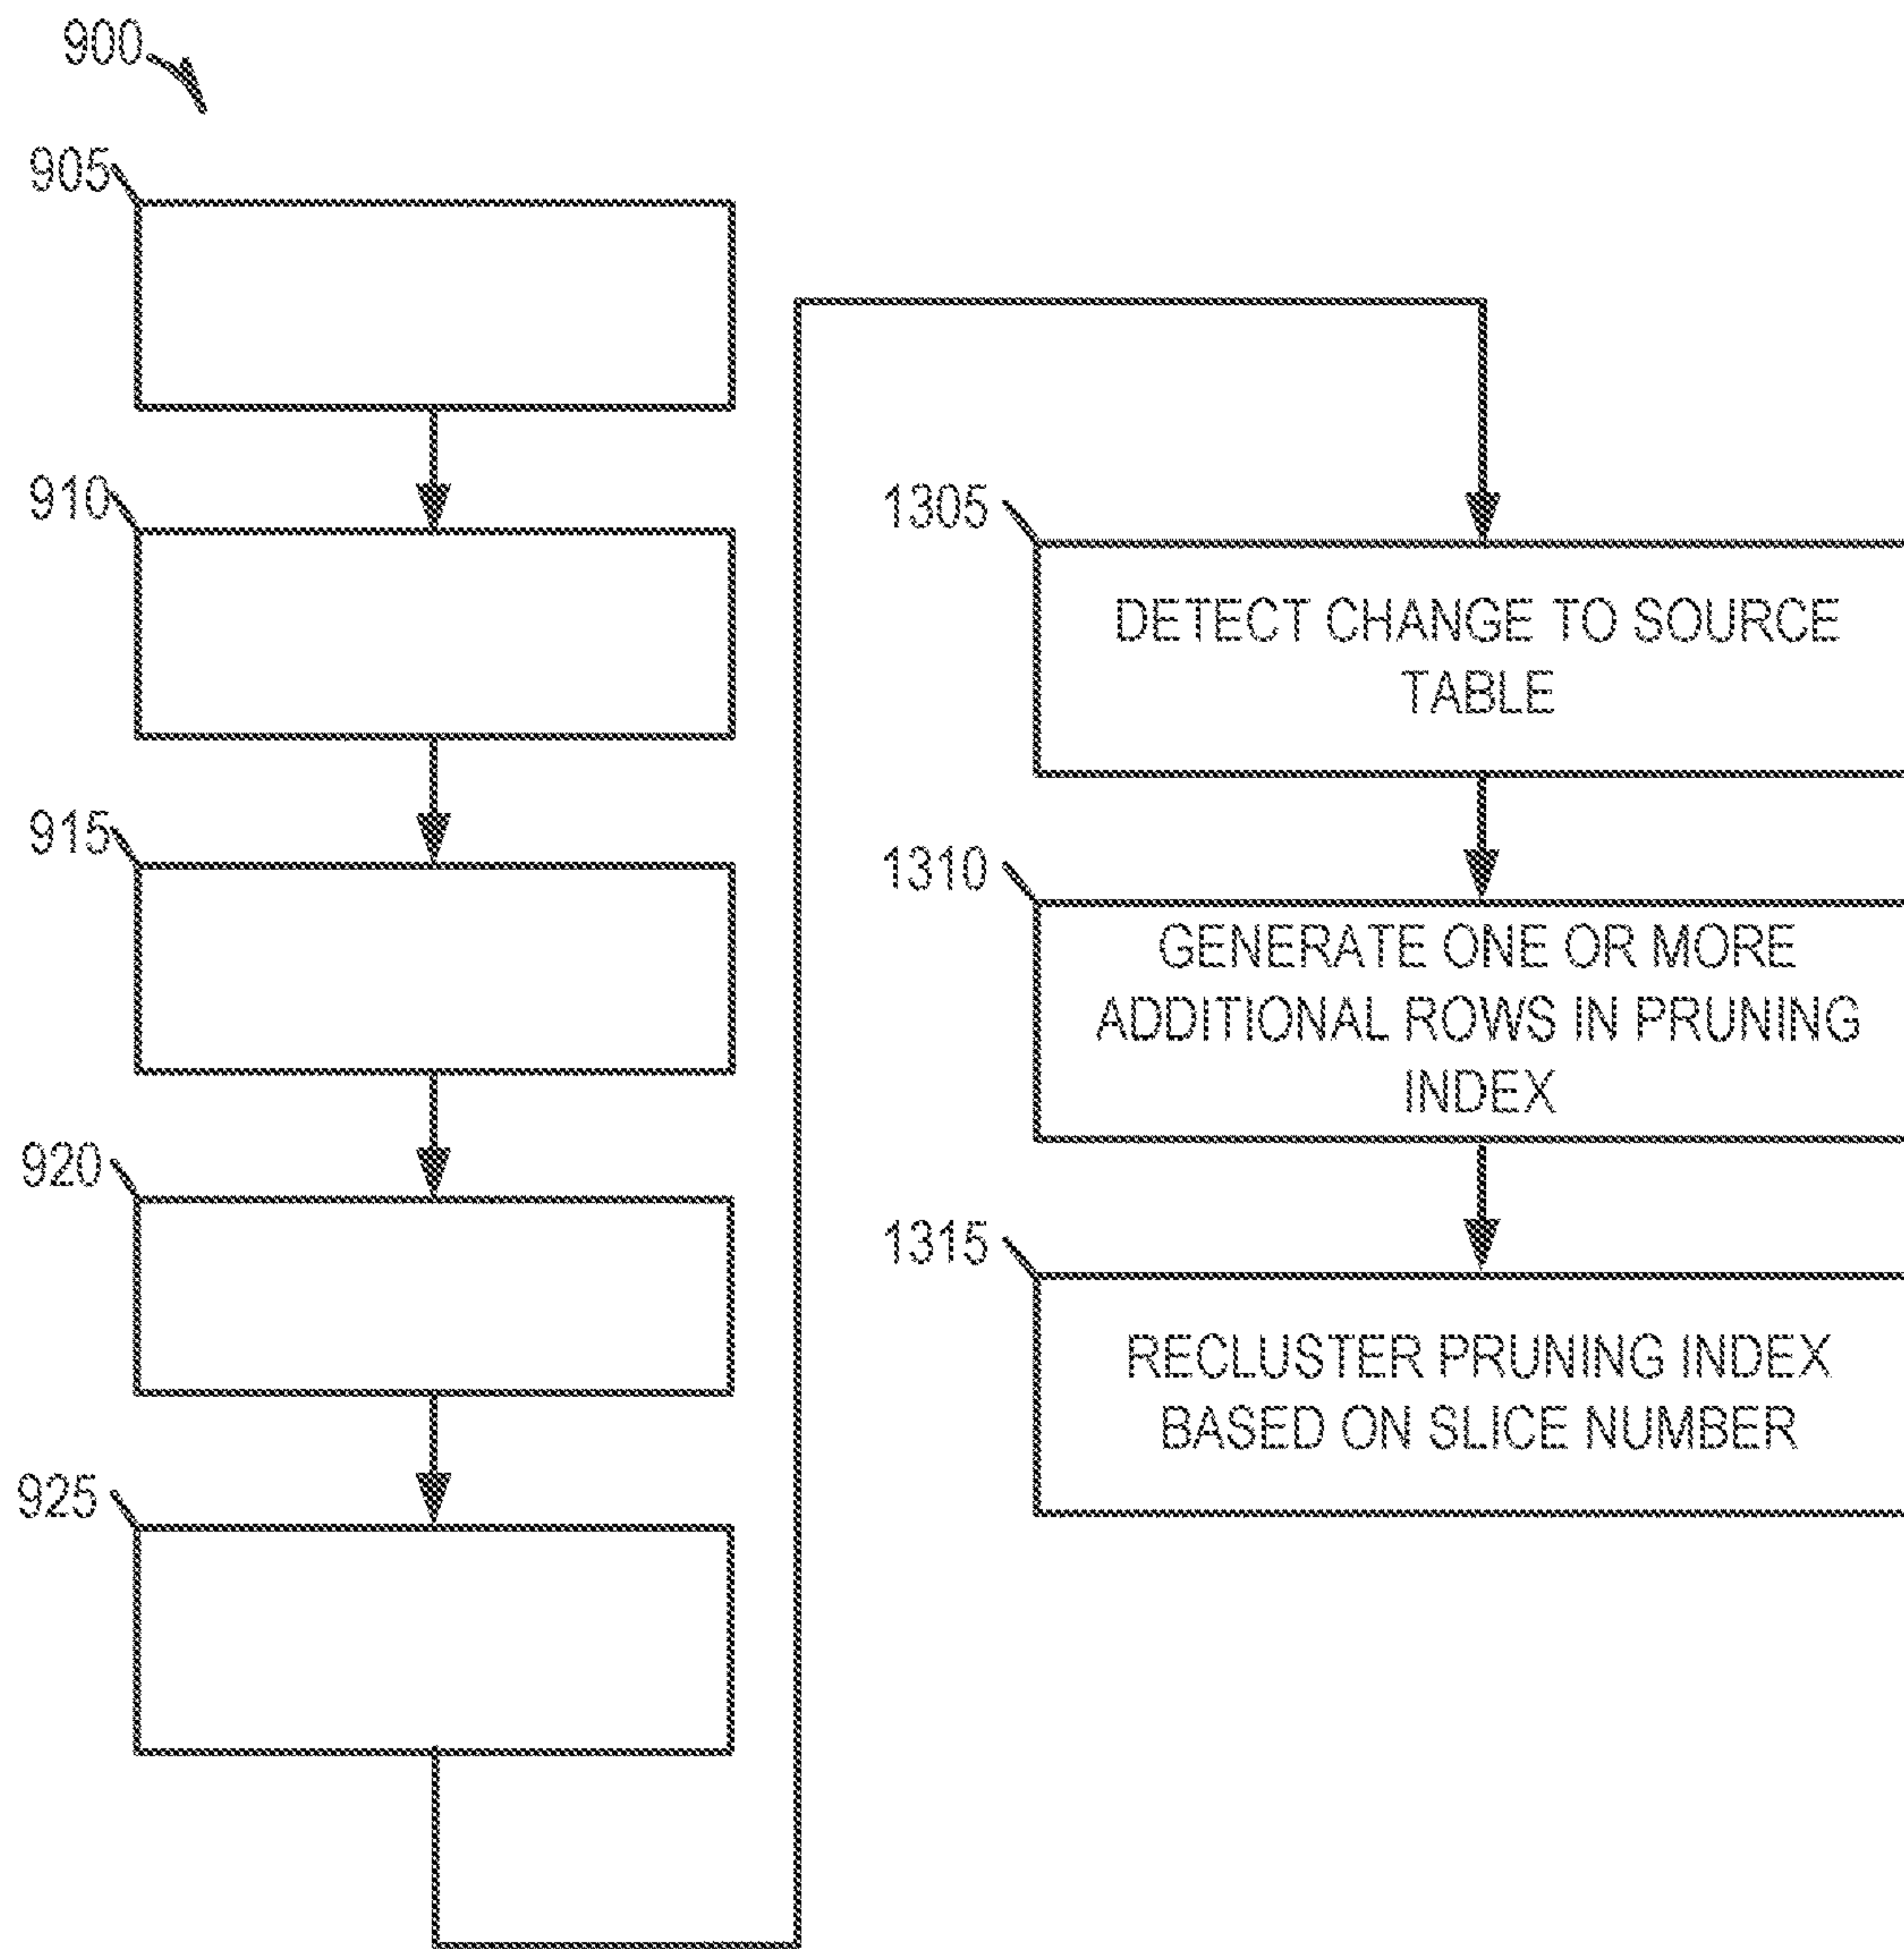 900
905
910
915
920
925
1305
DETECT CHANGE TO SOURCE
TABLE
1310
GENERATE ONE OR MORE
ADDITIONAL ROWS IN PRUNING
INDEX
1315
RECLUSTER PRUNING INDEX
BASED ON SLICE NUMBER